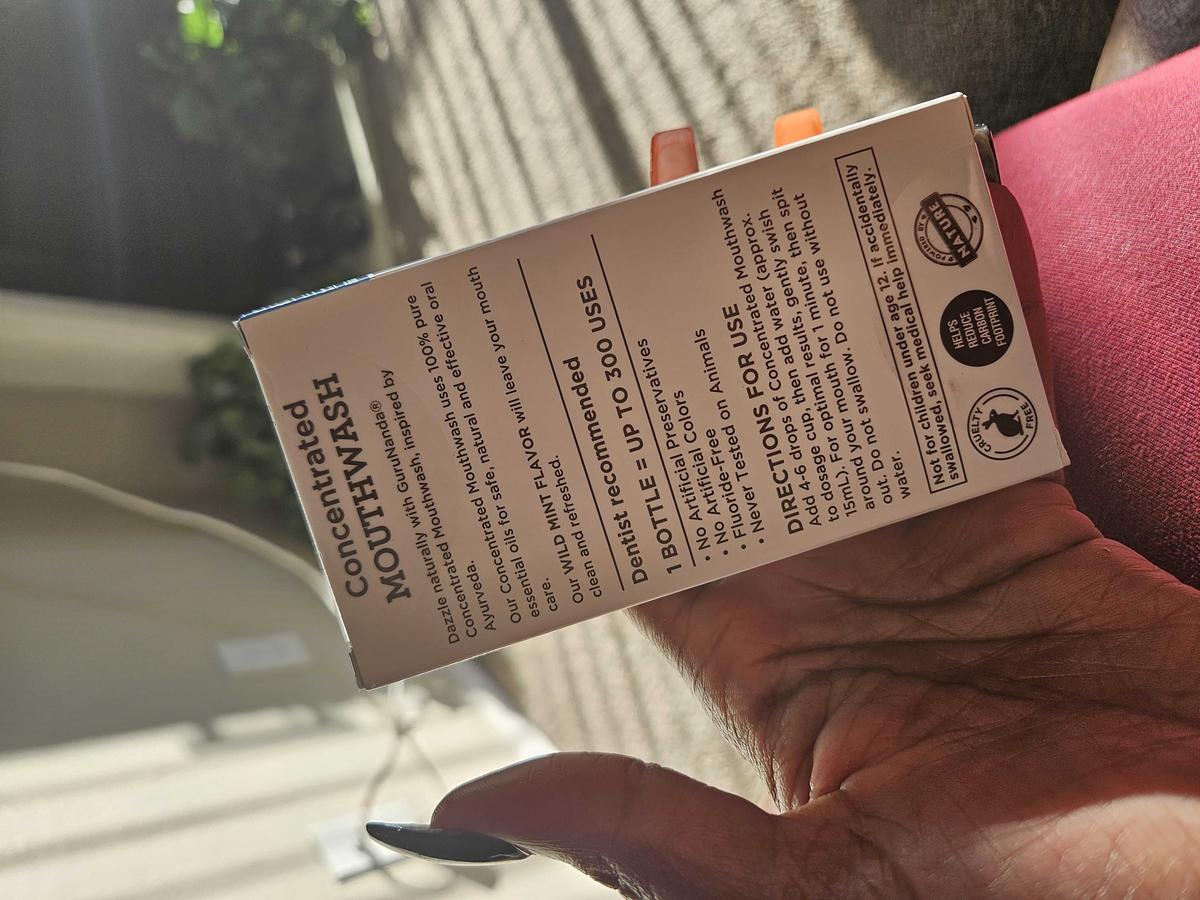 Concentrated
MOUTHWASH
Dazzle naturally with GuruNanda®
Concentrated Mouthwash, inspired by
Ayurveda.
Our Concentrated Mouthwash uses 100% pure
essential oils for safe, natural and effective oral
care.
Our WILD MINT FLAVOR will leave your mouth
clean and refreshed.
Dentist recommended
1 BOTTLE = UP TO 300 USES
• No Artificial Preservatives
• No Artificial Colors
• Fluoride-Free
• Never Tested on Animals
DIRECTIONS FOR USE
Add 4-6 drops of Concentrated Mouthwash
to dosage cup, then add water (approx.
15mL). For optimal results, gently swish
around your mouth for 1 minute, then spit
out. Do not swallow. Do not use without
water.
Not for children under age 12. If accidentally
swallowed, seek medical help immediately.
CRUELTY
FREE
HELPS
REDUCE
CARBON
FOOTPRINT
POWERED BY
NATURE